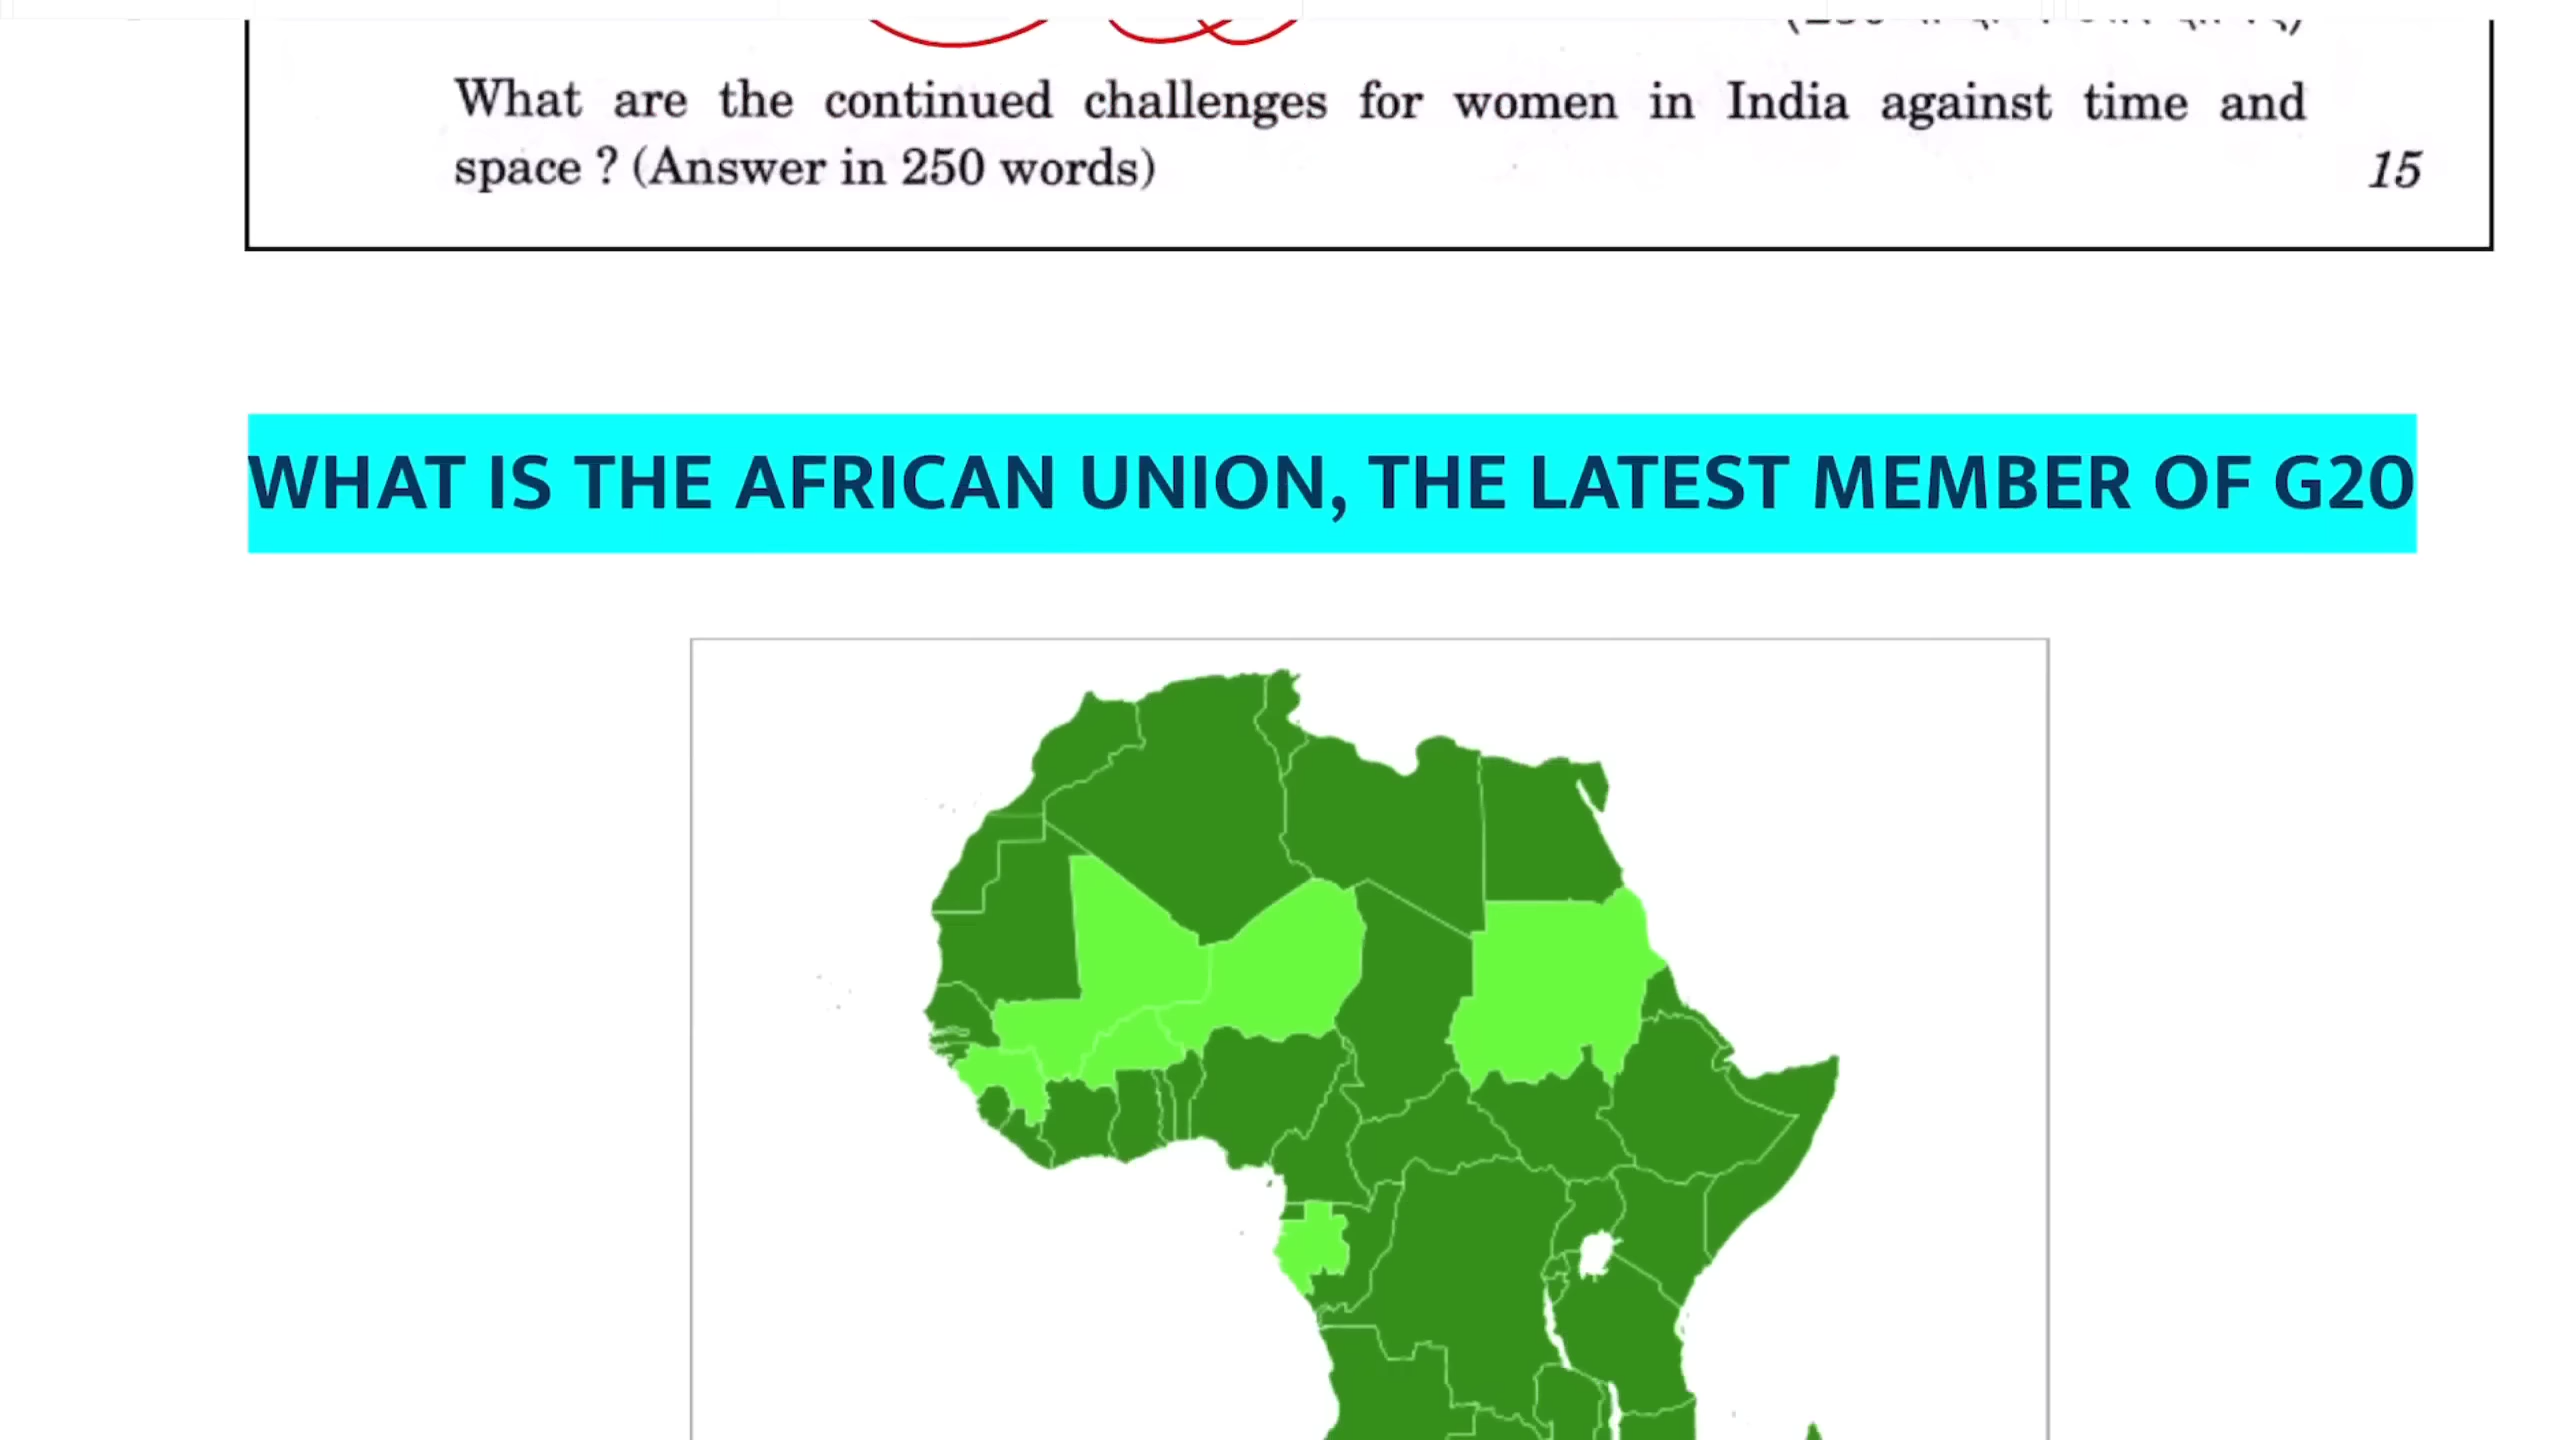 What are the continued challenges for women in India against time and
space ? (Answer in 250 words)
15
WHAT IS THE AFRICAN UNION, THE LATEST MEMBER OF G20